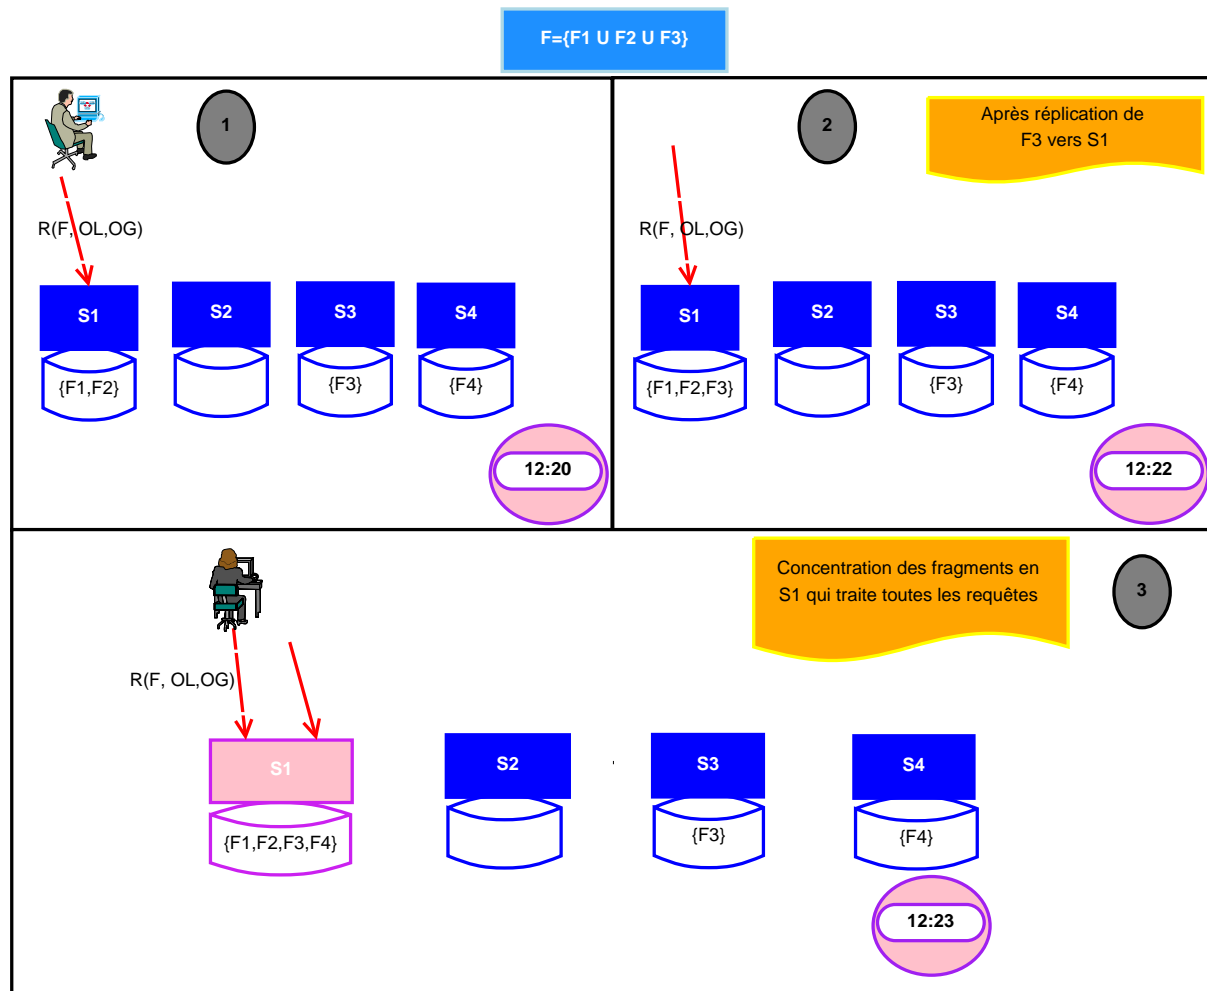 F={F1 U F2 U F3}
1
R(F, OL,OG)
S1
S2
S3
S4
{F1,F2}
{F3}
{F4}
12:20
2
Après réplication de
F3 vers S1
R(F, OL,OG)
S1
S2
S3
S4
{F1,F2,F3}
{F3}
{F4}
12:22
Concentration des fragments en
S1 qui traite toutes les requêtes
3
R(F, OL,OG)
S1
S2
S3
S4
{F1,F2,F3,F4}
{F3}
{F4}
12:23